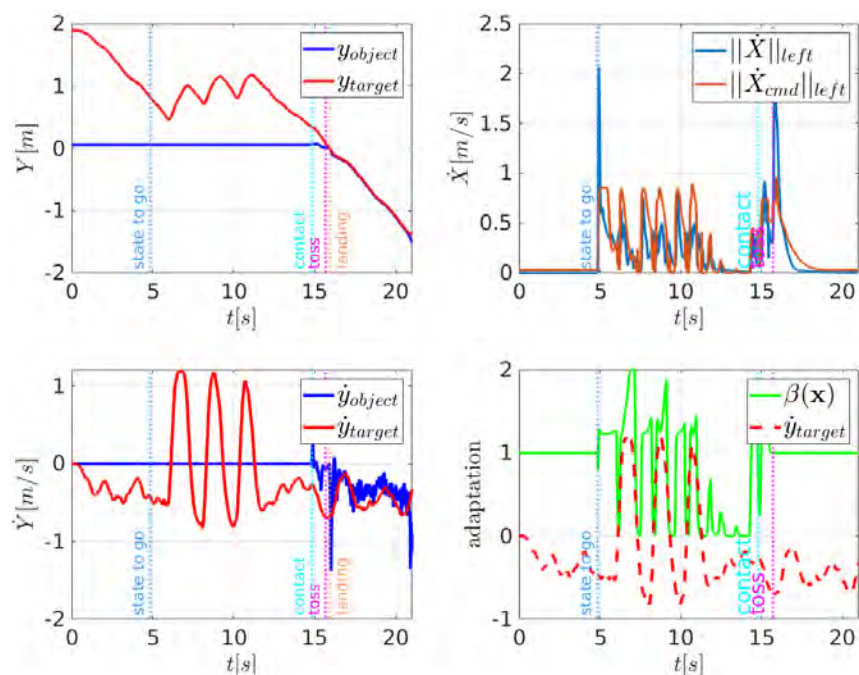 2
1
0
-1
-2
Y[m]
0
5
10
15
20
t[s]
y_object
y_target
state to go
contact
toss
landing
2.5
2
1.5
1
0.5
0
Ẋ[m/s]
0
5
10
15
20
t[s]
||Ẋ||_left
||Ẋ_cmd||_left
state to go
contact
toss
1
0
-1
-2
Ẏ[m/s]
0
5
10
15
20
t[s]
ẏ_object
ẏ_target
state to go
contact
toss
landing
2
1
0
-1
adaptation
0
5
10
15
20
t[s]
β(x)
ẏ_target
state to go
contact
toss